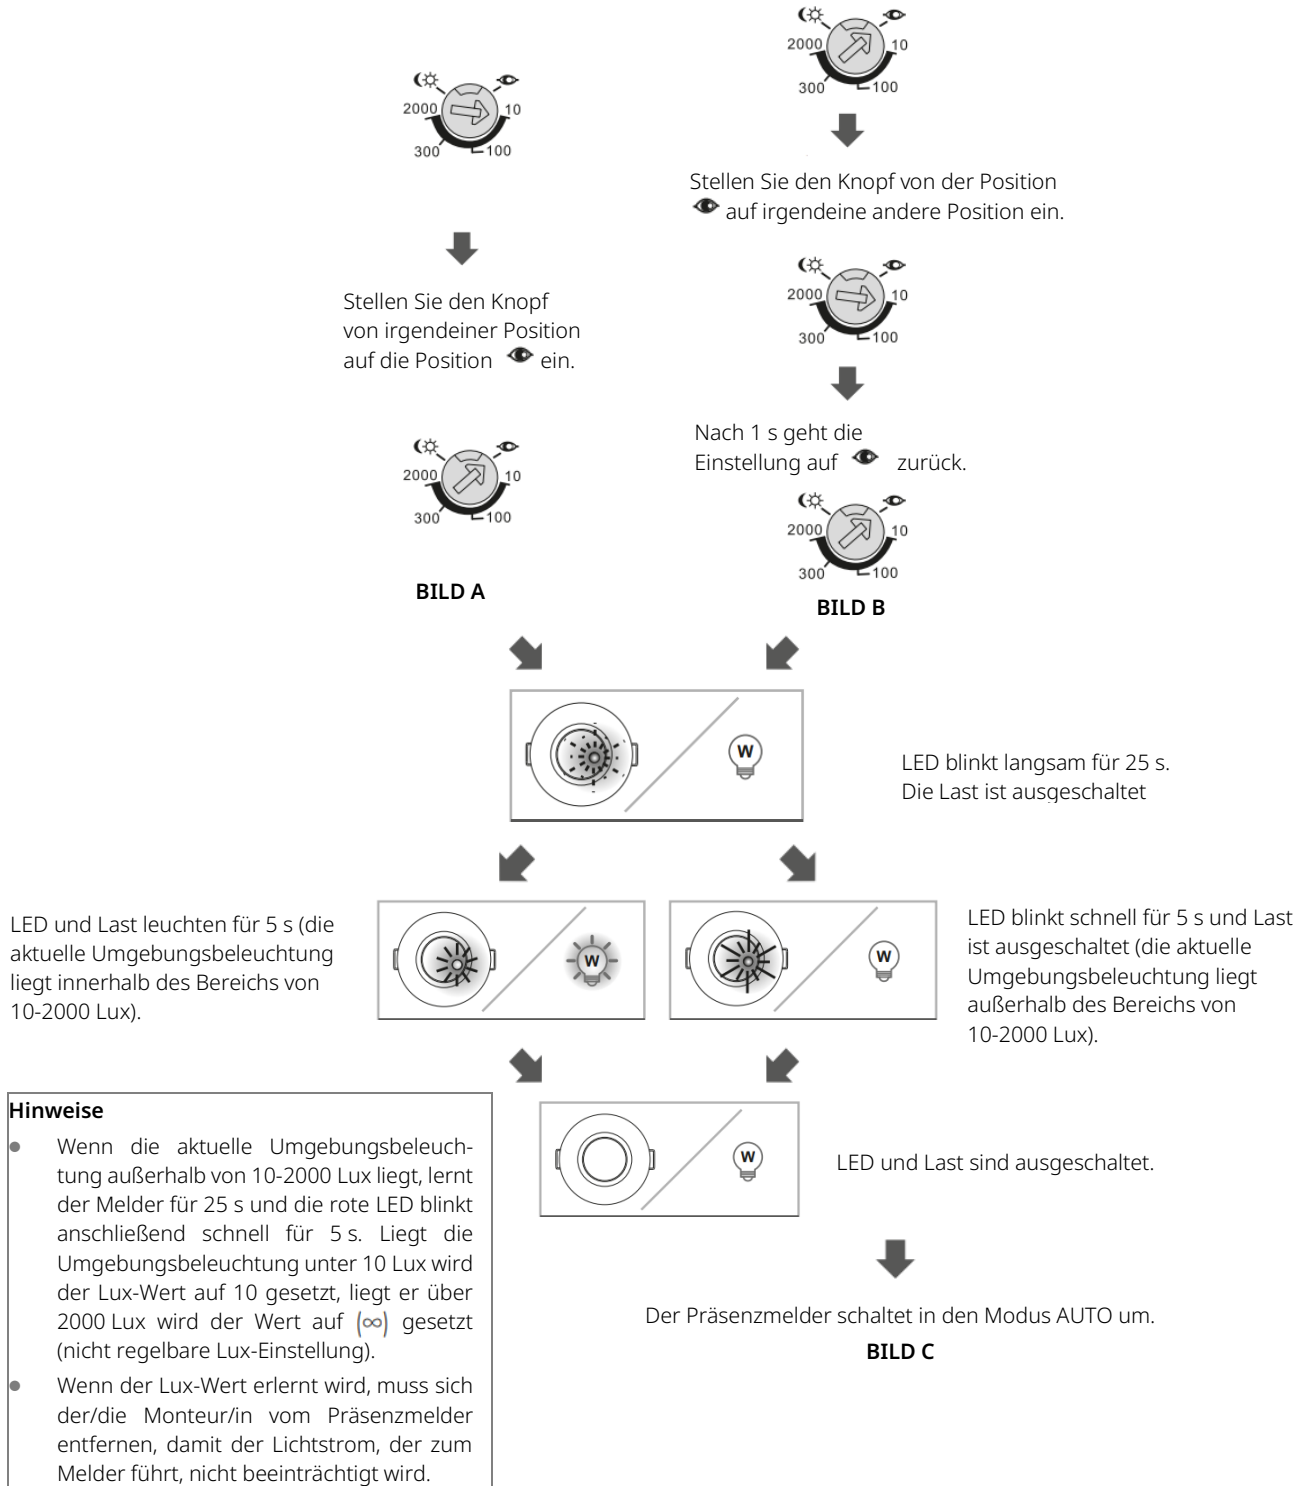 2000
10
300
100
Stellen Sie den Knopf
von irgendeiner Position
auf die Position ein.
2000
10
300
100
BILD A
2000
10
300
100
Stellen Sie den Knopf von der Position
auf irgendeine andere Position ein.
2000
10
300
100
Nach 1 s geht die
Einstellung auf zurück.
2000
10
300
100
BILD B
W
LED blinkt langsam für 25 s.
Die Last ist ausgeschaltet
LED und Last leuchten für 5 s (die
aktuelle Umgebungsbeleuchtung
liegt innerhalb des Bereichs von
10-2000 Lux).
W
W
LED blinkt schnell für 5 s und Last
ist ausgeschaltet (die aktuelle
Umgebungsbeleuchtung liegt
außerhalb des Bereichs von
10-2000 Lux).
W
LED und Last sind ausgeschaltet.
Der Präsenzmelder schaltet in den Modus AUTO um.
BILD C
Hinweise
● Wenn die aktuelle Umgebungsbeleuch-
tung außerhalb von 10-2000 Lux liegt, lernt
der Melder für 25 s und die rote LED blinkt
anschließend schnell für 5 s. Liegt die
Umgebungsbeleuchtung unter 10 Lux wird
der Lux-Wert auf 10 gesetzt, liegt er über
2000 Lux wird der Wert auf (∞) gesetzt
(nicht regelbare Lux-Einstellung).
● Wenn der Lux-Wert erlernt wird, muss sich
der/die Monteur/in vom Präsenzmelder
entfernen, damit der Lichtstrom, der zum
Melder führt, nicht beeinträchtigt wird.